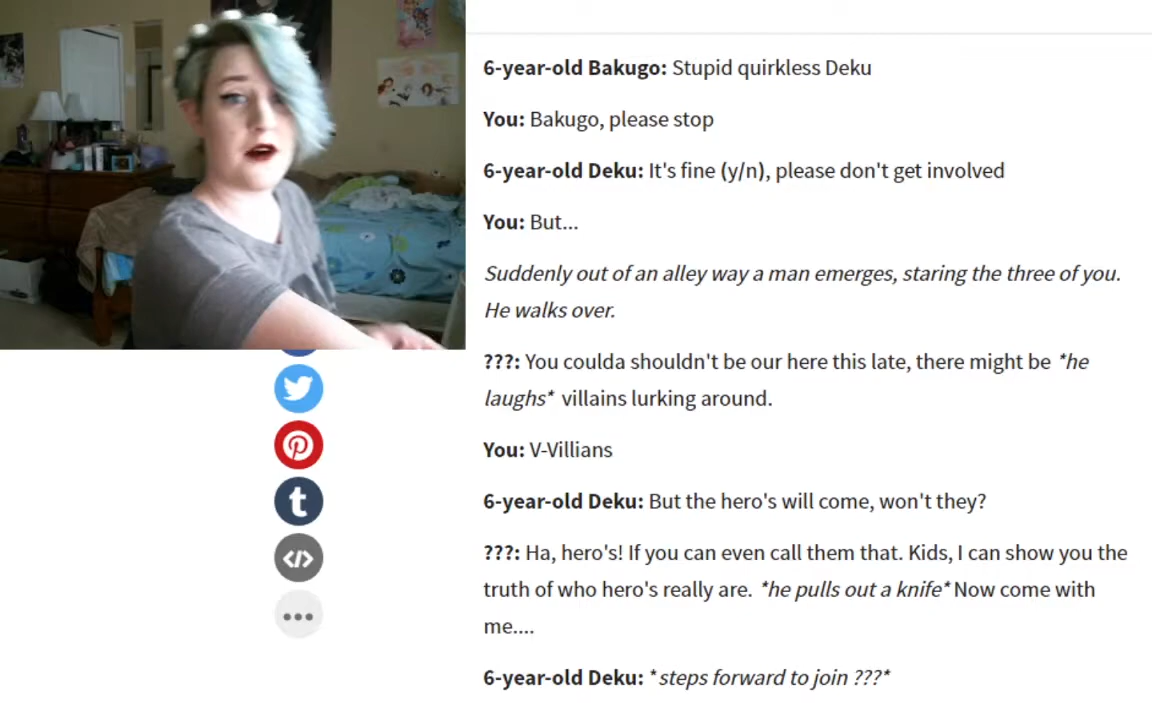 6-year-old Bakugo: Stupid quirkless Deku
You: Bakugo, please stop
6-year-old Deku: It's fine (y/n), please don't get involved
You: But...
Suddenly out of an alley way a man emerges, staring the three of you.
He walks over.
???: You coulda shouldn't be our here this late, there might be *he
laughs* villains lurking around.
You: V-Villians
6-year-old Deku: But the hero's will come, won't they?
???: Ha, hero's! If you can even call them that. Kids, I can show you the
truth of who hero's really are. *he pulls out a knife* Now come with
me....
6-year-old Deku: *steps forward to join ???*